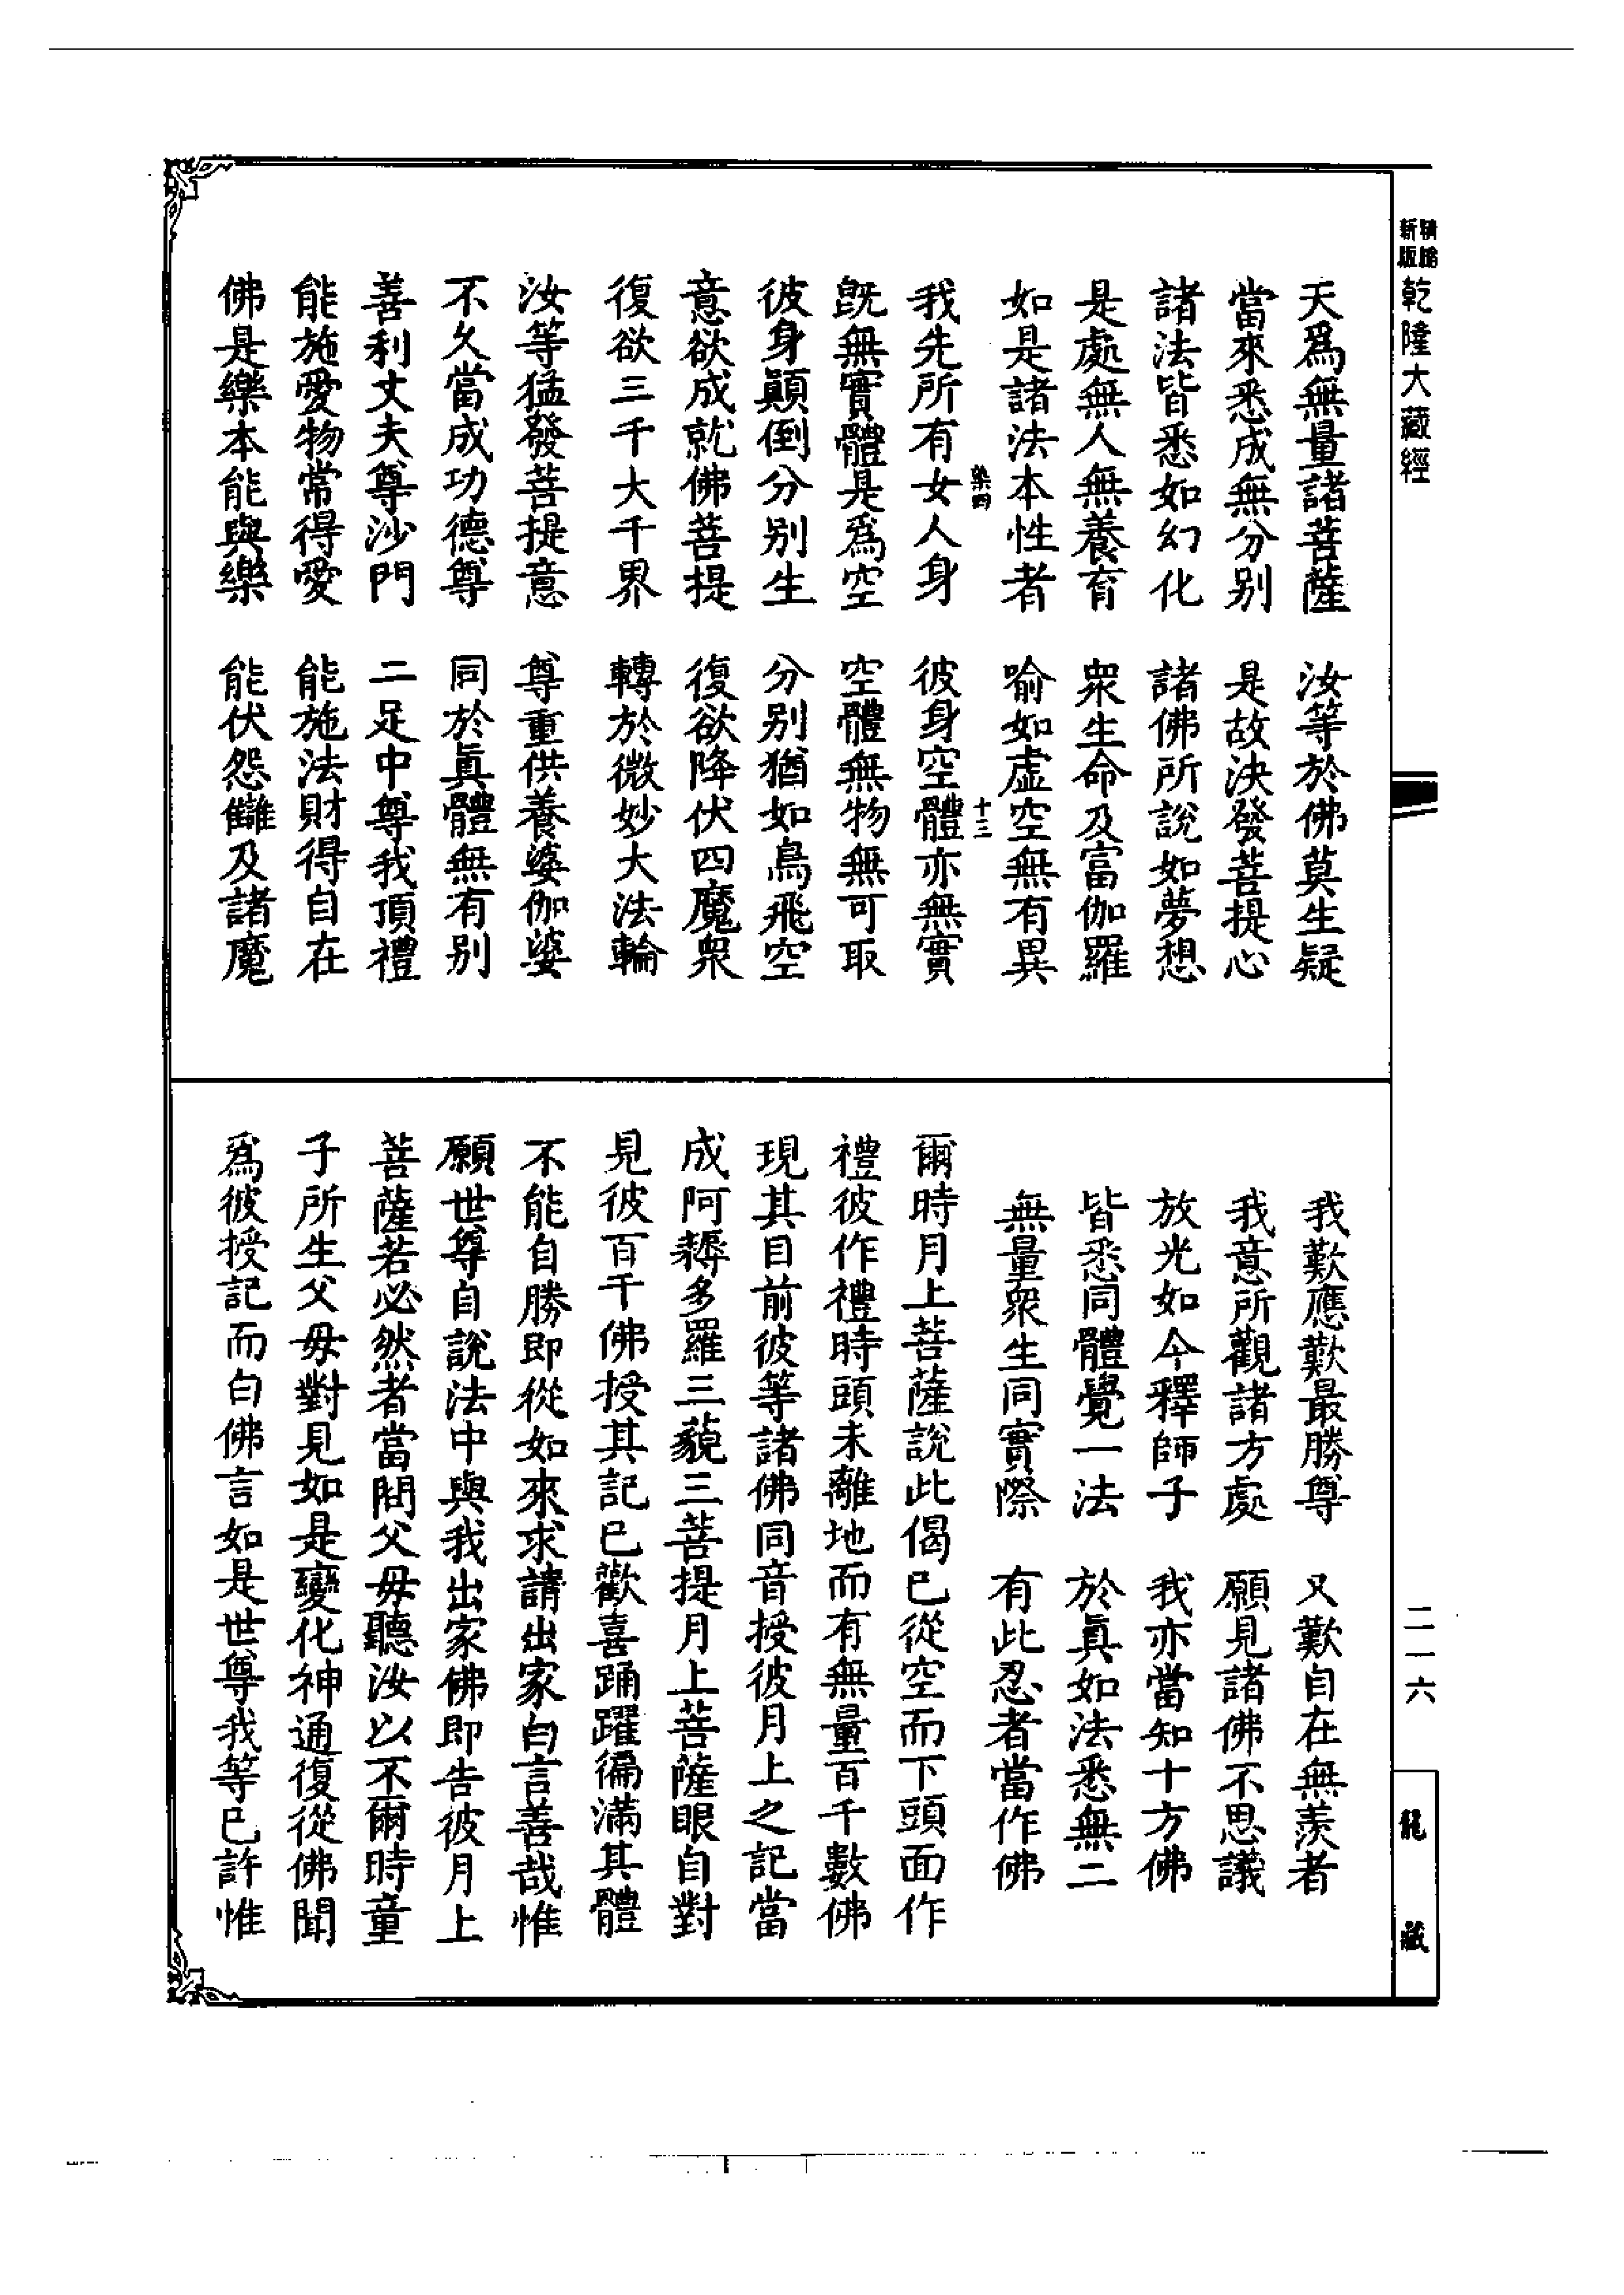 新版
精縮
乾隆大藏經
二一六
龍藏
天爲無量諸菩薩 汝等於佛莫生疑
當來悉成無分别 是故決發菩提心
諸法皆悉如幻化 諸佛所說如夢想
是處無人無養育 衆生命及富伽羅
如是諸法本性者 喻如虛空無有異
染四 十三
我先所有女人身 彼身空體亦無實
旣無實體是爲空 空體無物無可取
彼身顚倒分别生 分别猶如鳥飛空
意欲成就佛菩提 復欲降伏四魔衆
復欲三千大千界 轉於微妙大法輪
汝等猛發菩提意 尊重供養婆伽婆
不久當成功德尊 同於眞體無有别
善利丈夫尊沙門 二足中尊我頂禮
能施愛物常得愛 能施法財得自在
佛是樂本能與樂 能伏怨讎及諸魔
我歎應歎最勝尊 又歎自在無羨者
我意所觀諸方處 願見諸佛不思議
放光如今釋師子 我亦當知十方佛
皆悉同體覺一法 於眞如法悉無二
無量衆生同實際 有此忍者當作佛
爾時月上菩薩說此偈已從空而下頭面作
禮彼作禮時頭未離地而有無量百千數佛
現其目前彼等諸佛同音授彼月上之記當
成阿耨多羅三藐三菩提月上菩薩眼自對
見彼百千佛授其記已歡喜踊躍徧滿其體
不能自勝即從如來求請出家白言善哉惟
願世尊自說法中與我出家佛即告彼月上
菩薩若必然者當問父母聽汝以不爾時童
子所生父母對見如是變化神通復從佛聞
爲彼授記而白佛言如是世尊我等已許惟